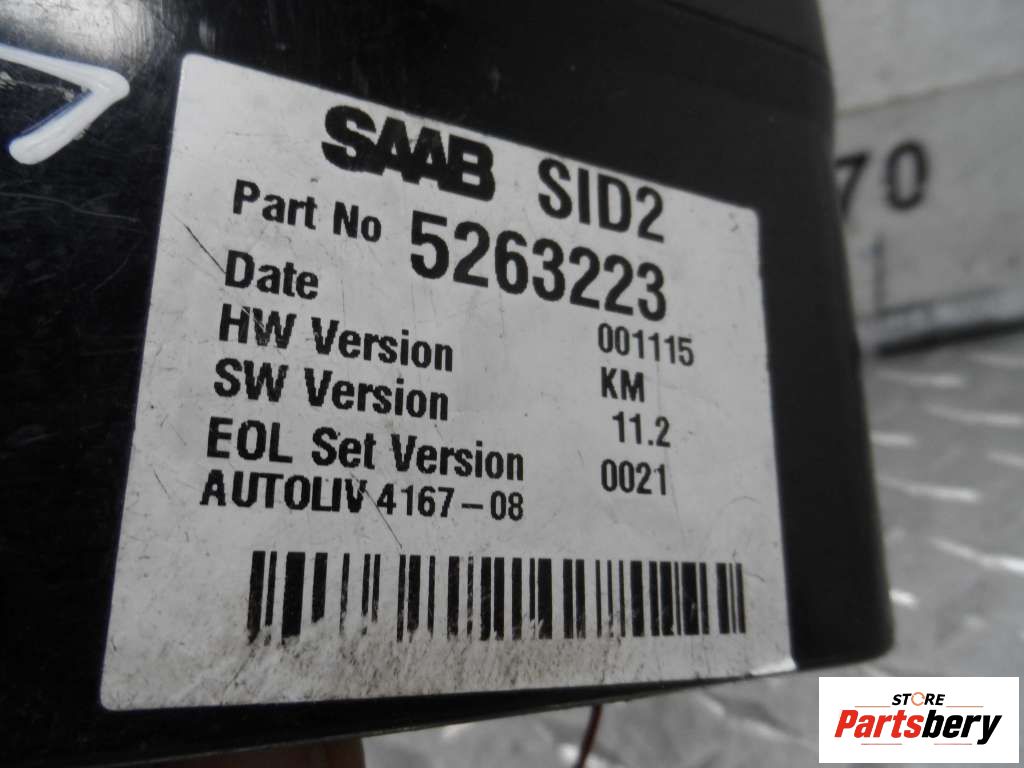 SAAB SID2
Part No 5263223
Date 001115
HW Version KM
SW Version 11.2
EOL Set Version 0021
AUTOLIV 4167-08
70
STORE
Partsbery